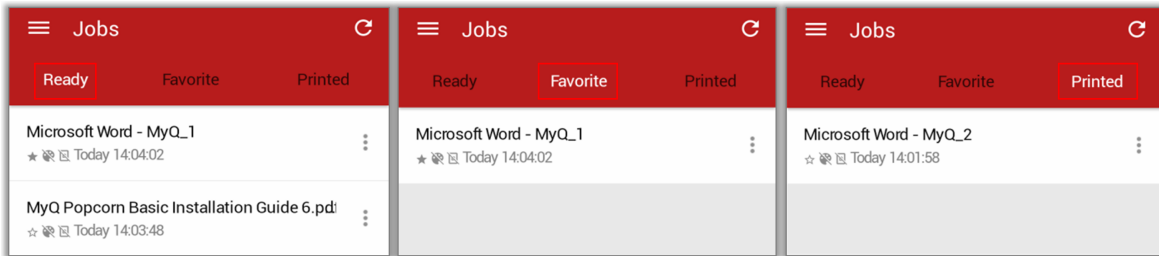 Jobs
Ready Favorite Printed
Microsoft Word - MyQ_1
Today 14:04:02
MyQ Popcorn Basic Installation Guide 6.pdf
Today 14:03:48
Jobs
Ready Favorite Printed
Microsoft Word - MyQ_1
Today 14:04:02
Jobs
Ready Favorite Printed
Microsoft Word - MyQ_2
Today 14:01:58